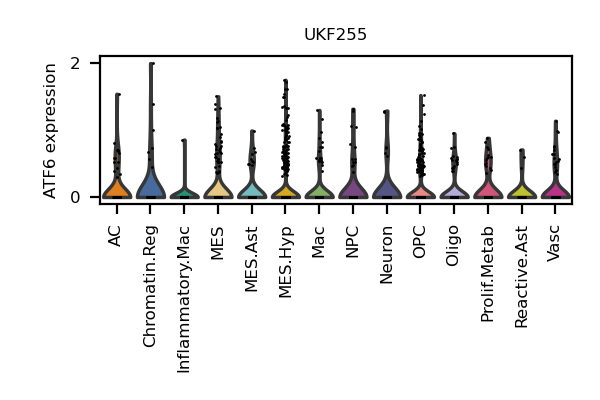 UKF255
ATF6 expression
2
0
AC
Chromatin.Reg
Inflammatory.Mac
MES
MES.Ast
MES.Hyp
Mac
NPC
Neuron
OPC
Oligo
Prolif.Metab
Reactive.Ast
Vasc